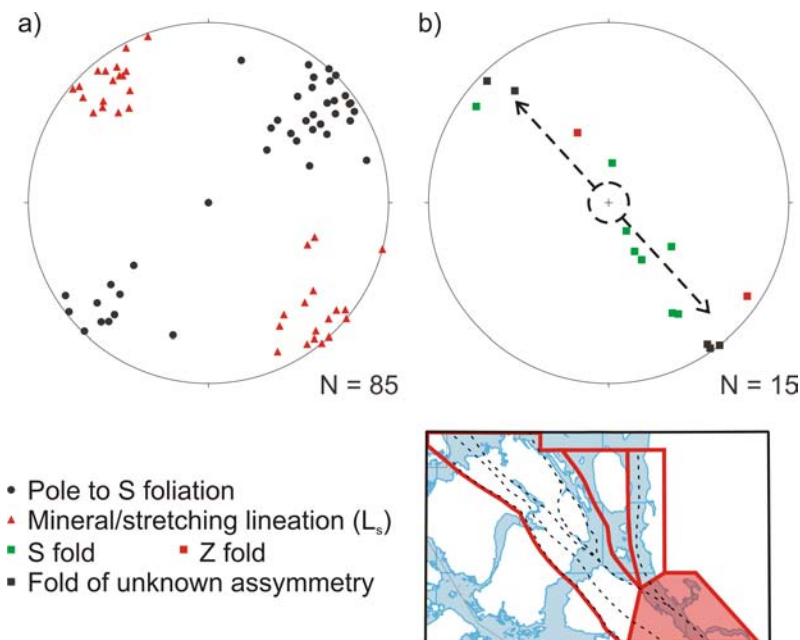 a)
b)
N = 85
N = 15
Pole to S foliation
Mineral/stretching lineation (Ls)
S fold Z fold
Fold of unknown assymmetry